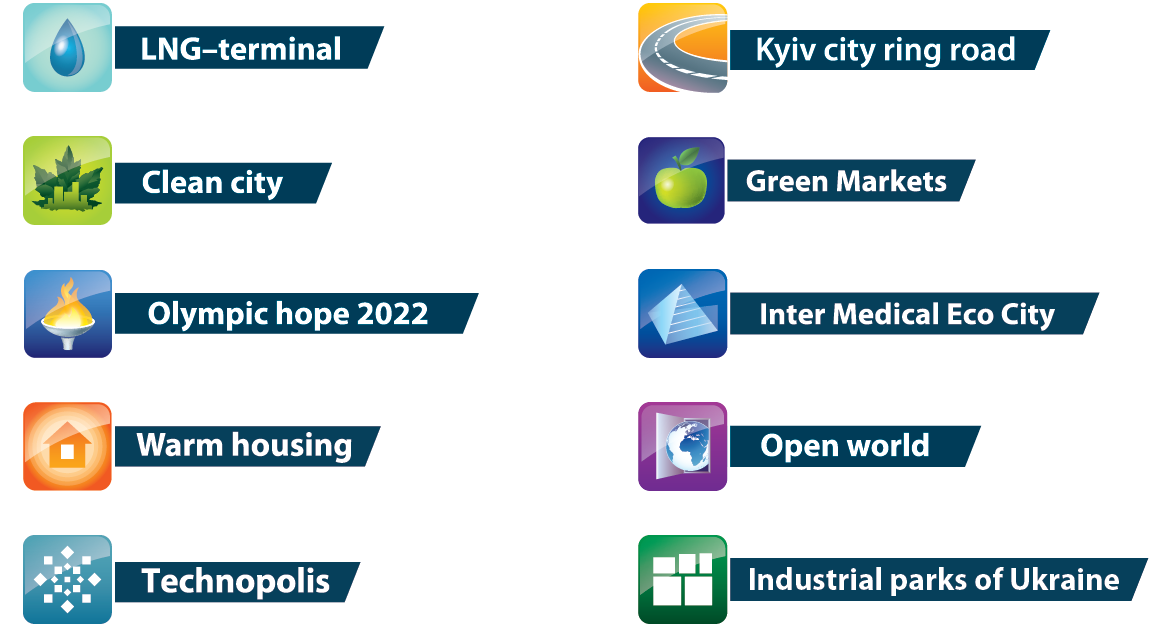 LNG–terminal
Kyiv city ring road
Clean city
Green Markets
Olympic hope 2022
Inter Medical Eco City
Warm housing
Open world
Technopolis
Industrial parks of Ukraine